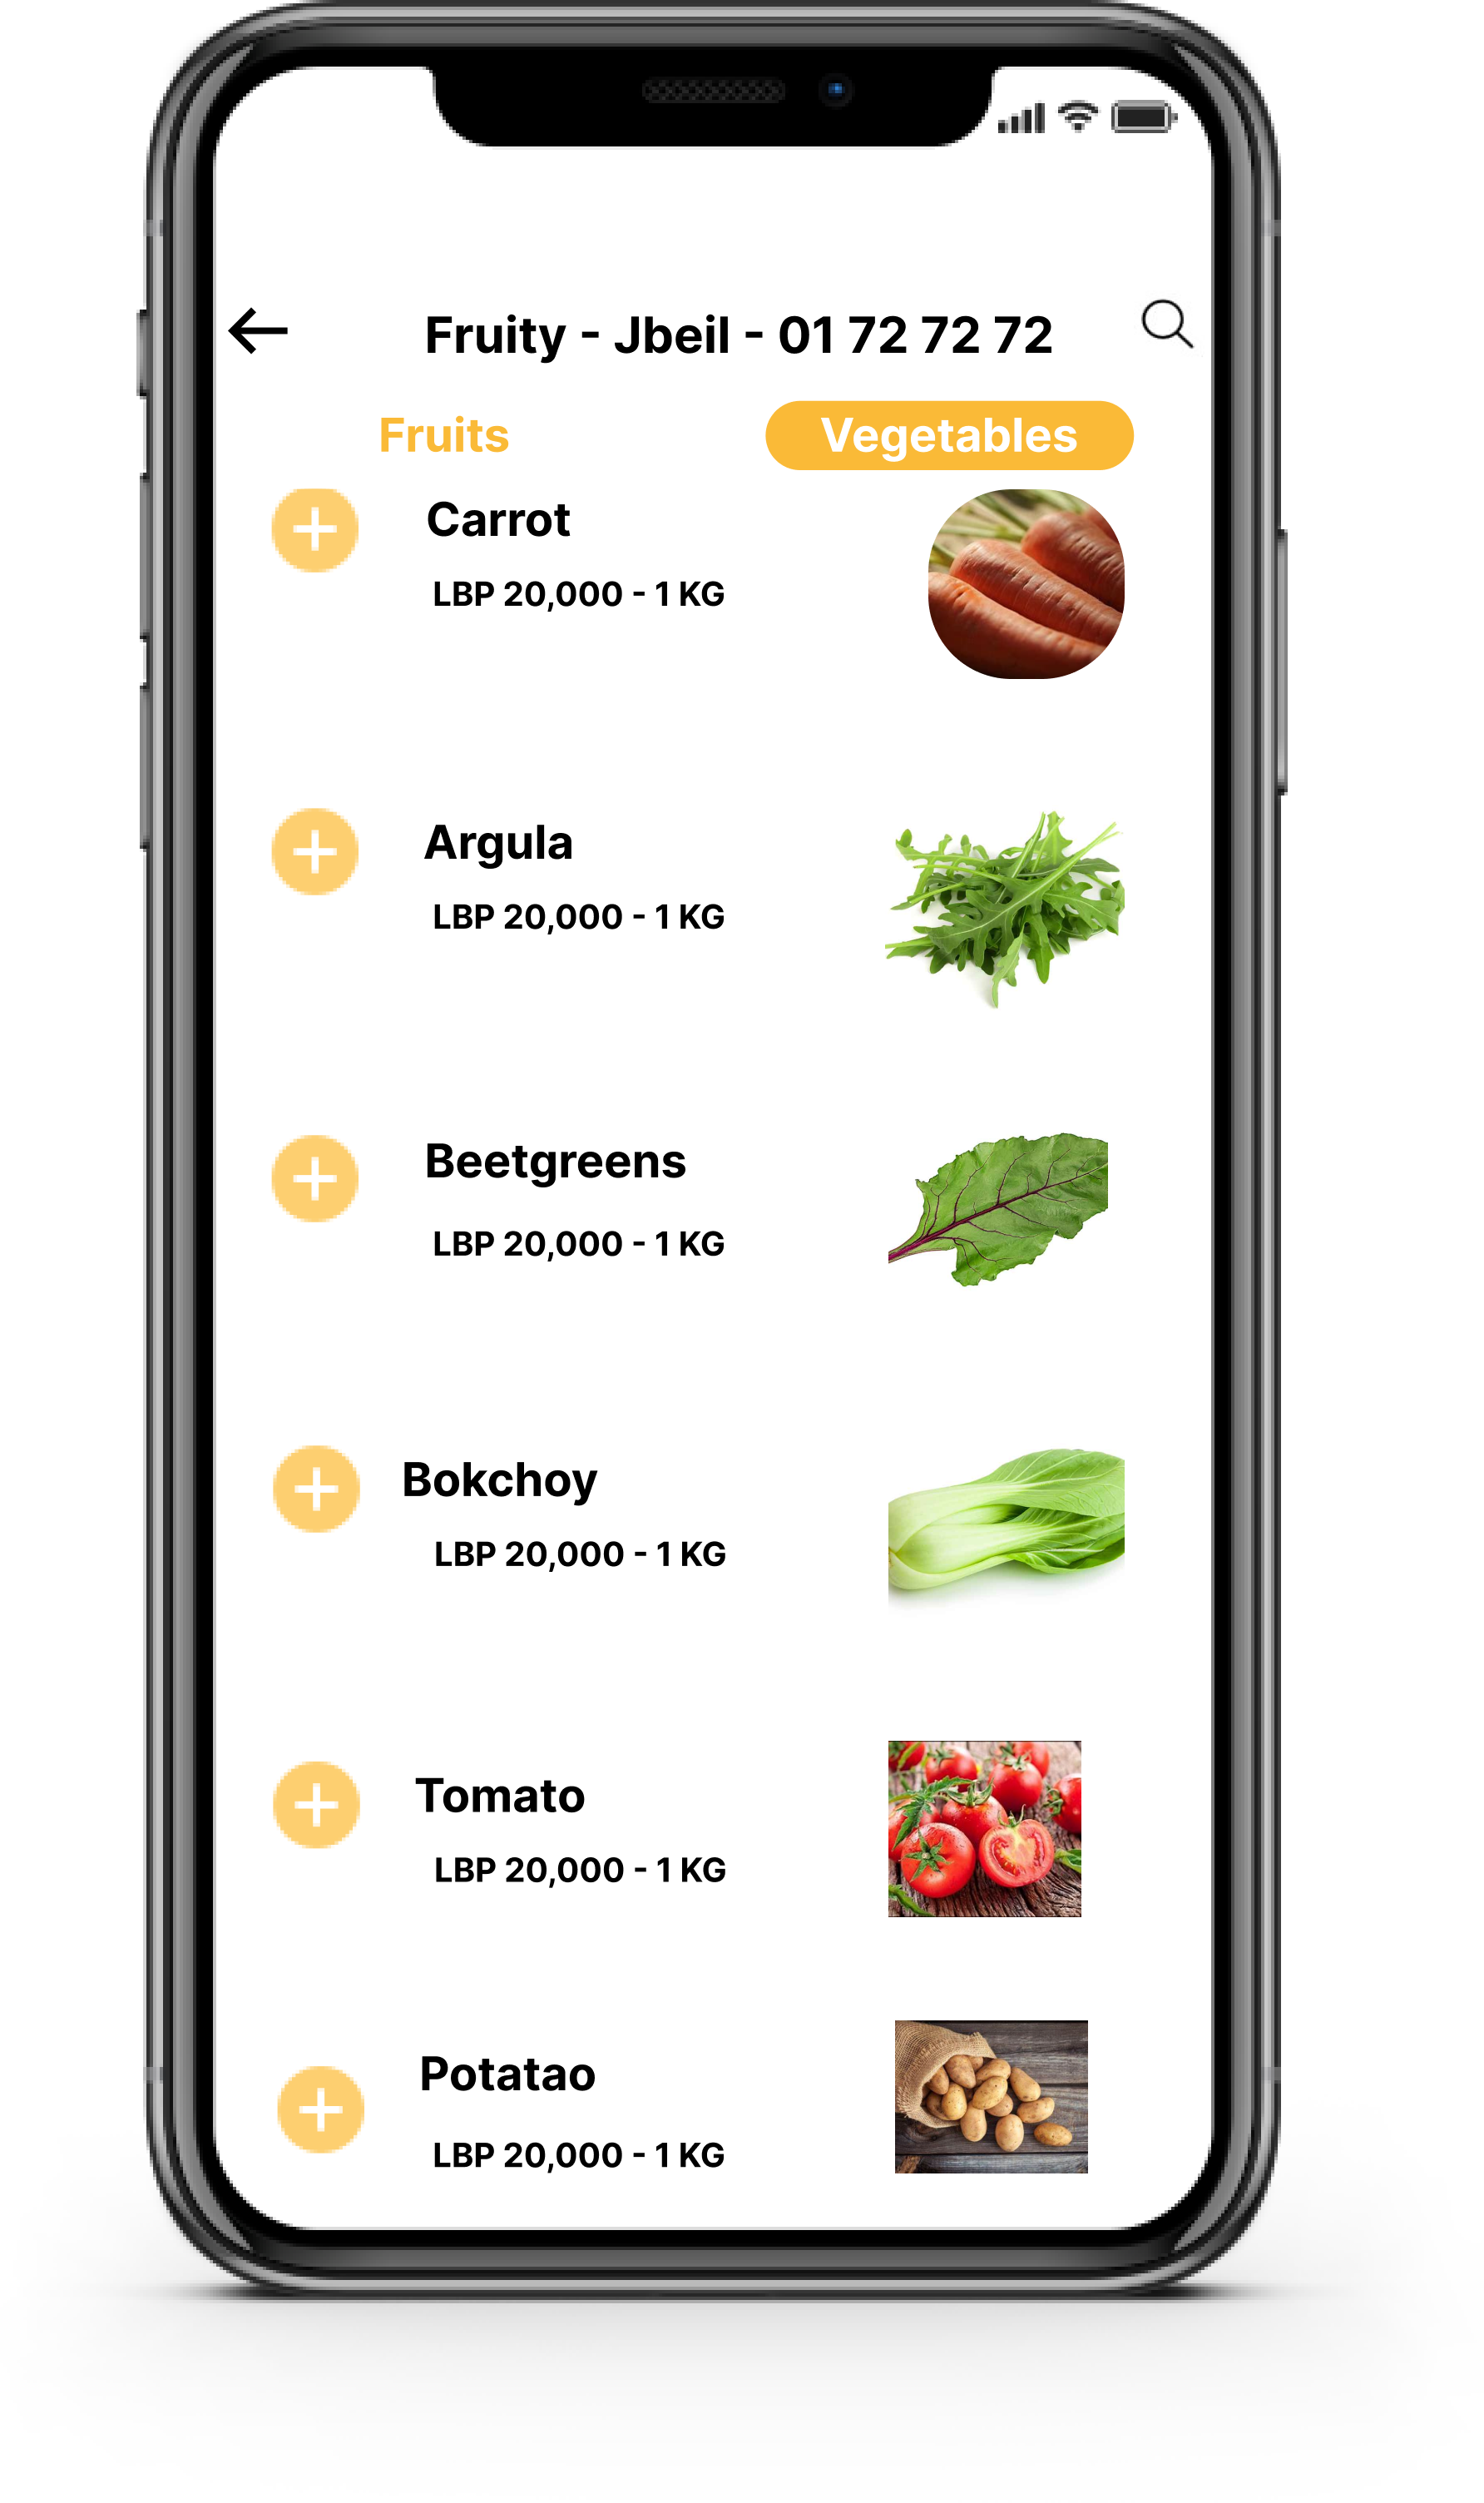 Fruity - Jbeil - 01 72 72 72
Fruits
Vegetables
Carrot
LBP 20,000 - 1 KG
Argula
LBP 20,000 - 1 KG
Beetgreens
LBP 20,000 - 1 KG
Bokchoy
LBP 20,000 - 1 KG
Tomato
LBP 20,000 - 1 KG
Potatao
LBP 20,000 - 1 KG